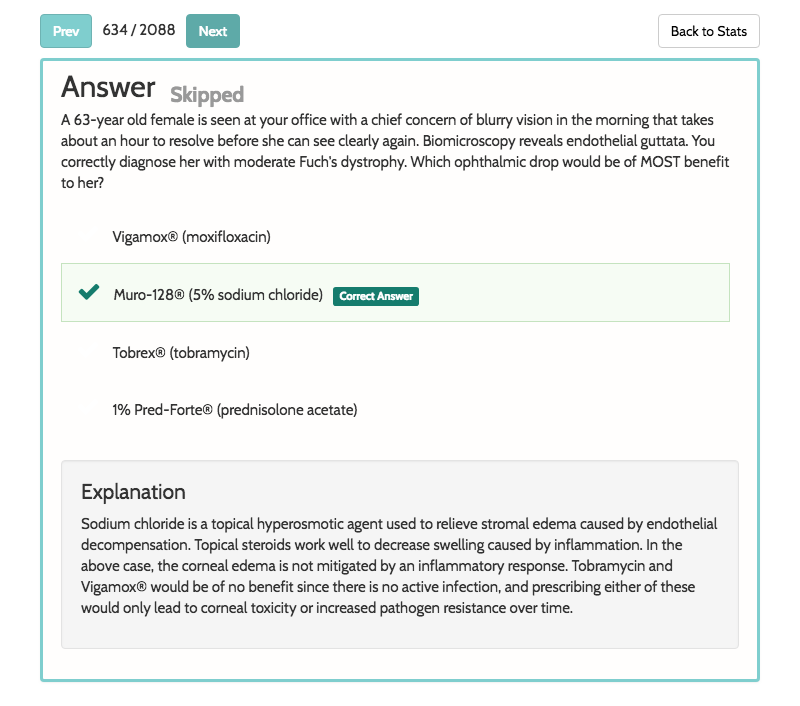 Prev 634 / 2088 Next Back to Stats
Answer Skipped
A 63-year old female is seen at your office with a chief concern of blurry vision in the morning that takes
about an hour to resolve before she can see clearly again. Biomicroscopy reveals endothelial guttata. You
correctly diagnose her with moderate Fuch's dystrophy. Which ophthalmic drop would be of MOST benefit
to her?
Vigamox® (moxifloxacin)
Muro-128® (5% sodium chloride) Correct Answer
Tobrex® (tobramycin)
1% Pred-Forte® (prednisolone acetate)
Explanation
Sodium chloride is a topical hyperosmotic agent used to relieve stromal edema caused by endothelial
decompensation. Topical steroids work well to decrease swelling caused by inflammation. In the
above case, the corneal edema is not mitigated by an inflammatory response. Tobramycin and
Vigamox® would be of no benefit since there is no active infection, and prescribing either of these
would only lead to corneal toxicity or increased pathogen resistance over time.